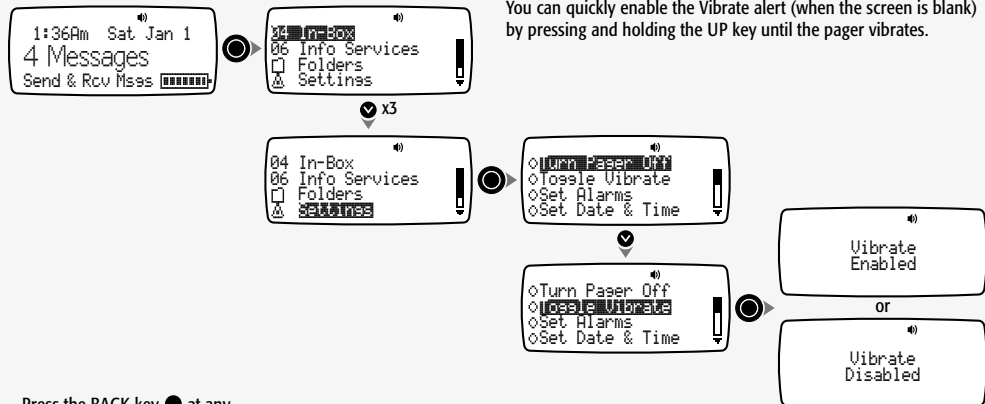 1:36Am Sat Jan 1
4 Messages
Send & Rcv Msgs
04 In-Box
06 Info Services
Folders
Settings
You can quickly enable the Vibrate alert (when the screen is blank)
by pressing and holding the UP key until the pager vibrates.
x3
04 In-Box
06 Info Services
Folders
Settings
Turn Pager Off
Toggle Vibrate
Set Alarms
Set Date & Time
Turn Pager Off
Toggle Vibrate
Set Alarms
Set Date & Time
Vibrate
Enabled
or
Vibrate
Disabled
Press the BACK key at any